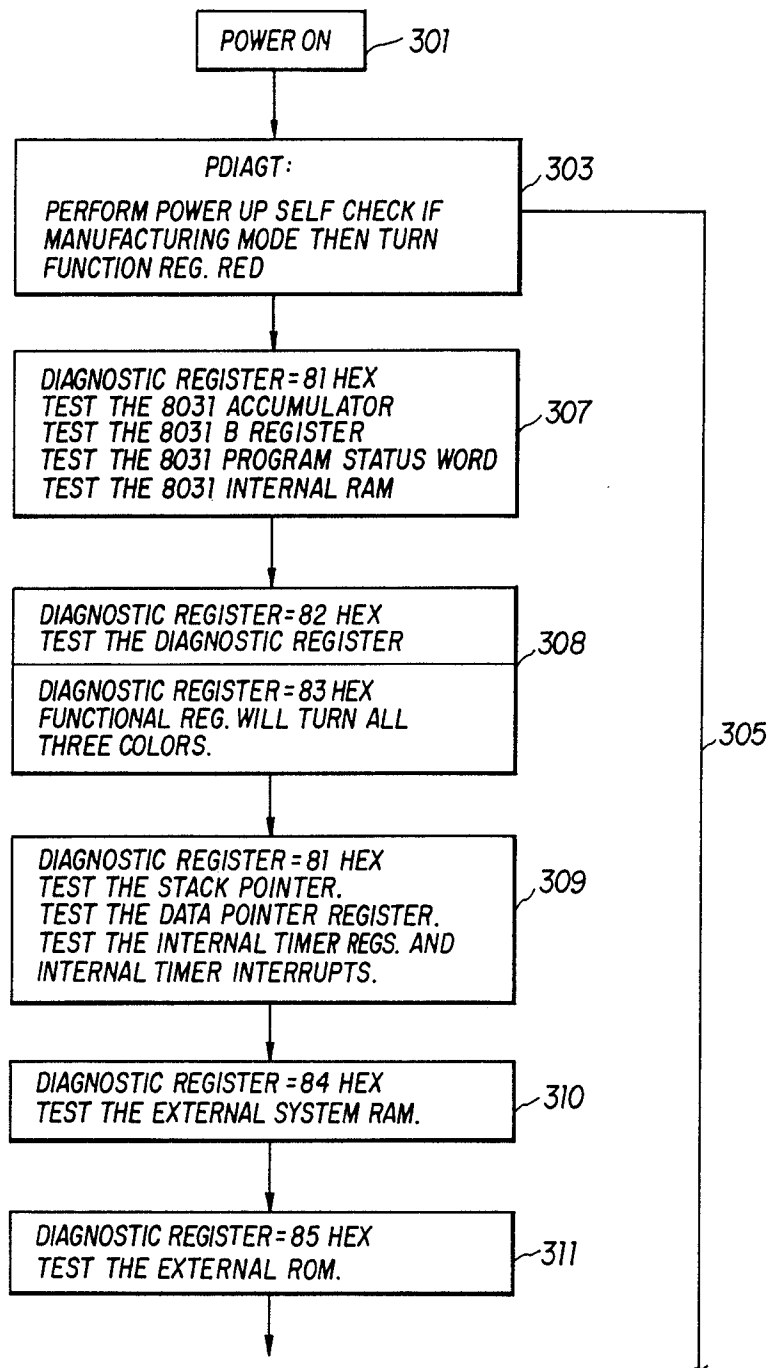 POWER ON
301
PDIAGT:
303
PERFORM POWER UP SELF CHECK IF
MANUFACTURING MODE THEN TURN
FUNCTION REG. RED
DIAGNOSTIC REGISTER = 81 HEX
TEST THE 8031 ACCUMULATOR
TEST THE 8031 B REGISTER
TEST THE 8031 PROGRAM STATUS WORD
TEST THE 8031 INTERNAL RAM
307
DIAGNOSTIC REGISTER = 82 HEX
TEST THE DIAGNOSTIC REGISTER
308
DIAGNOSTIC REGISTER = 83 HEX
FUNCTIONAL REG. WILL TURN ALL
THREE COLORS.
305
DIAGNOSTIC REGISTER = 81 HEX
TEST THE STACK POINTER.
TEST THE DATA POINTER REGISTER.
TEST THE INTERNAL TIMER REGS. AND
INTERNAL TIMER INTERRUPTS.
309
DIAGNOSTIC REGISTER = 84 HEX
TEST THE EXTERNAL SYSTEM RAM.
310
DIAGNOSTIC REGISTER = 85 HEX
TEST THE EXTERNAL ROM.
311